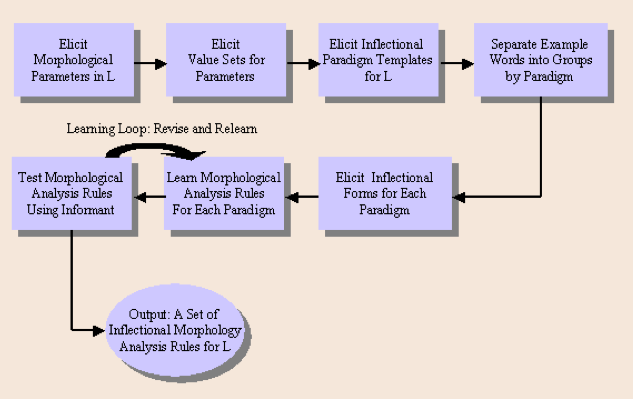 Elicit
Morphological
Parameters in L
Elicit
Value Sets for
Parameters
Elicit Inflectional
Paradigm Templates
for L
Separate Example
Words into Groups
by Paradigm
Learning Loop: Revise and Relearn
Test Morphological
Analysis Rules
Using Informant
Learn Morphological
Analysis Rules
For Each Paradigm
Elicit Inflectional
Forms for Each
Paradigm
Output: A Set of
Inflectional Morphology
Analysis Rules for L